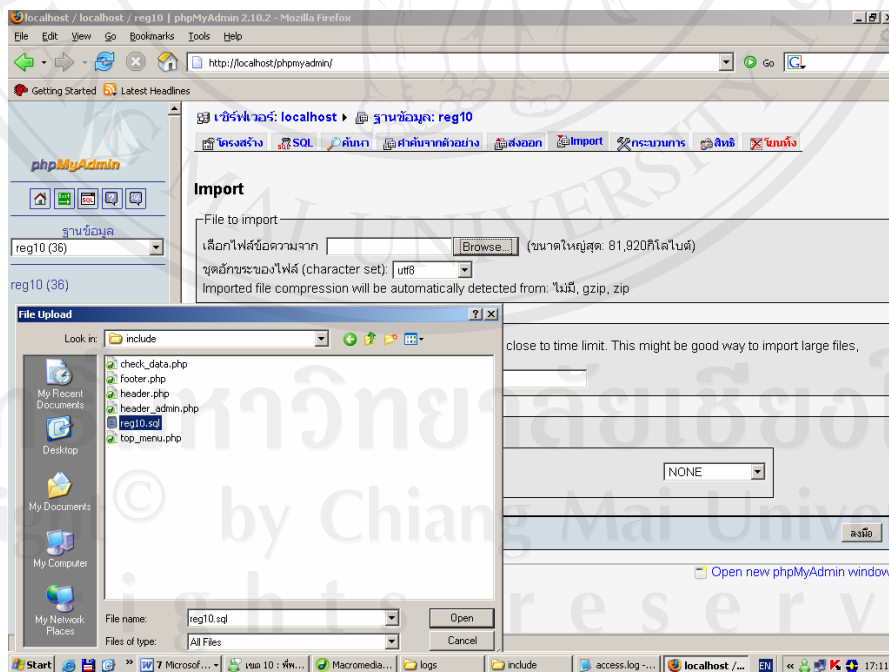 localhost / localhost / reg10 | phpMyAdmin 2.10.2 - Mozilla Firefox
File Edit View Go Bookmarks Tools Help
http://localhost/phpmyadmin/
Go
Getting Started Latest Headlines
phpMyAdmin
ฐานข้อมูล
reg10 (36)
reg10 (36)
เซิร์ฟเวอร์: localhost ▸ ฐานข้อมูล: reg10
โครงสร้าง SQL ค้นหา คำค้นจากตัวอย่าง ส่งออก Import กระบวนการ สิทธิ โยนทิ้ง
Import
File to import
เลือกไฟล์ข้อความจาก Browse... (ขนาดใหญ่สุด: 81,920กิโลไบต์)
ชุดอักขระของไฟล์ (character set): utf8
Imported file compression will be automatically detected from: ไม่มี, gzip, zip
close to time limit. This might be good way to import large files,
NONE
ลงมือ
Open new phpMyAdmin window
File Upload
Look in: include
My Recent Documents
Desktop
My Documents
My Computer
My Network Places
check_data.php
footer.php
header.php
header_admin.php
reg10.sql
top_menu.php
File name: reg10.sql Open
Files of type: All Files Cancel
Start 7 Microsof... เขต 10 : พิ่ม... Macromedia... logs include access.log -... localhost /... EN 17:11
MAI UNIVERS
by Chiang Mai Unive